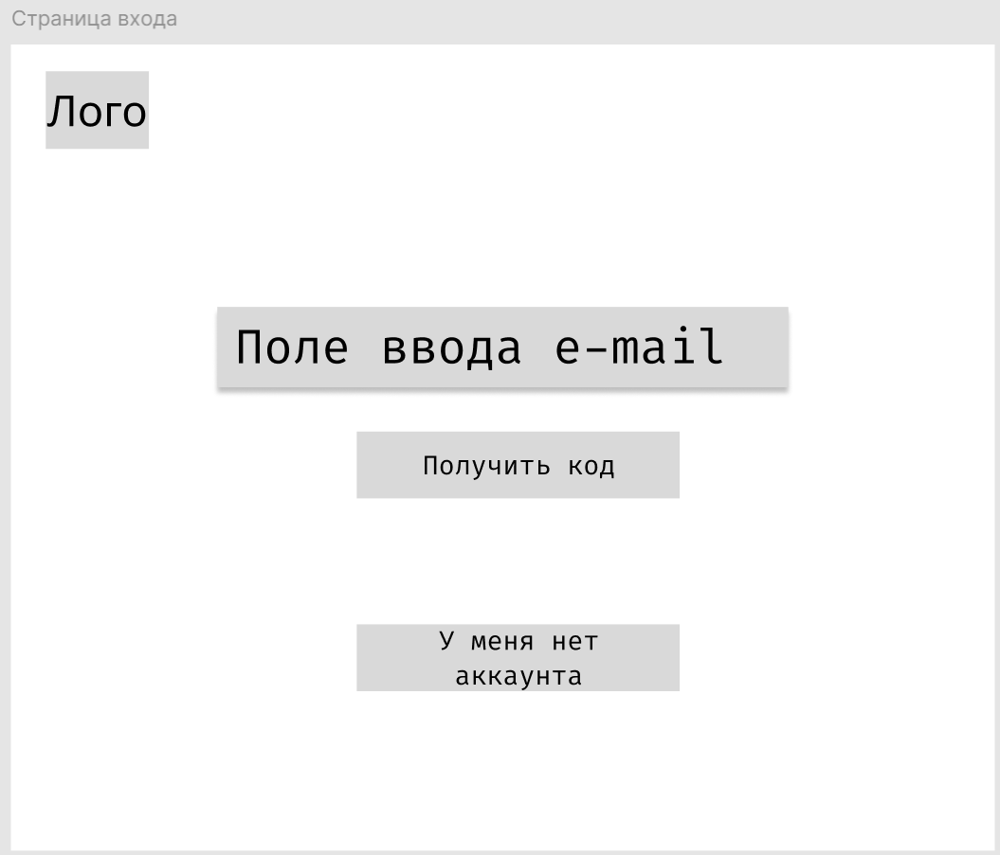 Страница входа
Лого
Поле ввода e-mail
Получить код
У меня нет
аккаунта